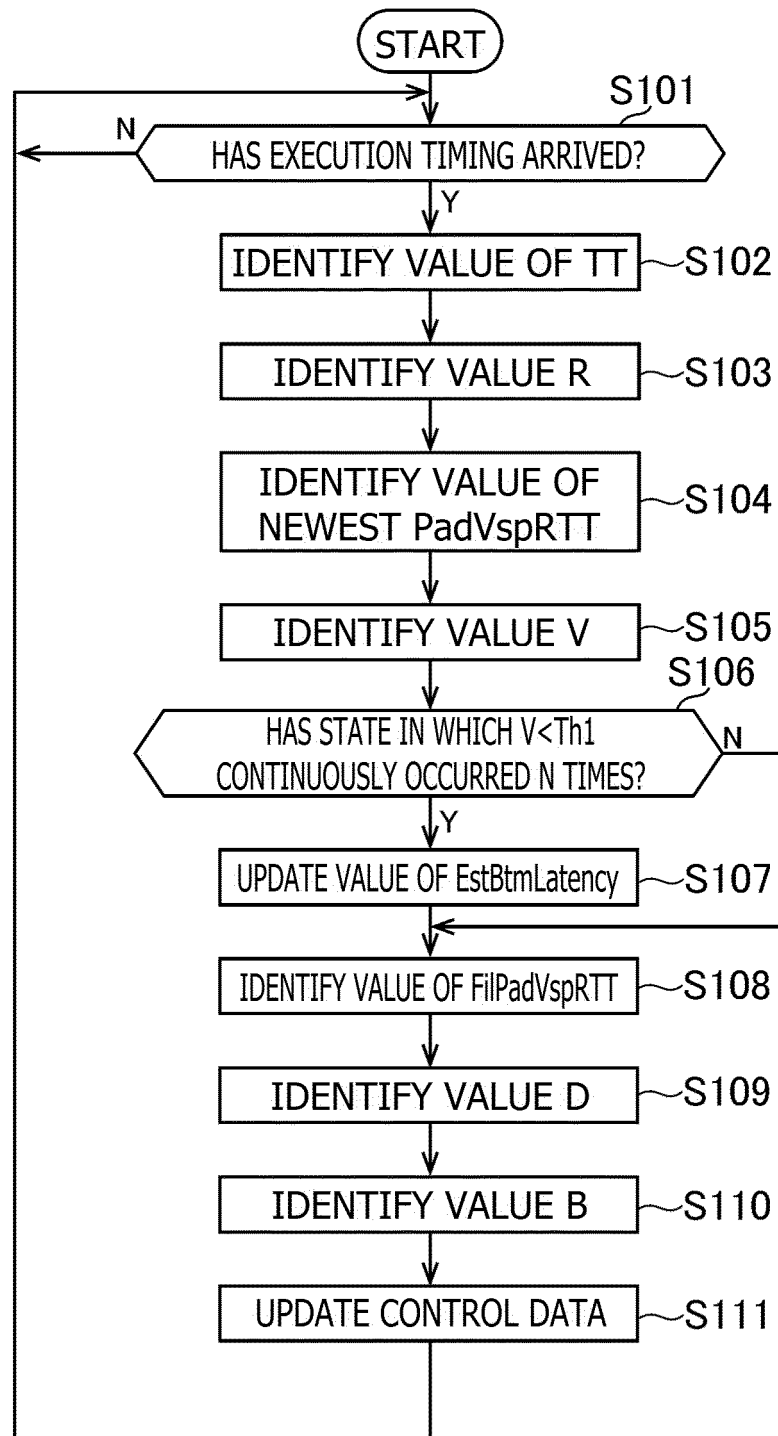 START
S101
N
HAS EXECUTION TIMING ARRIVED?
Y
IDENTIFY VALUE OF TT
S102
IDENTIFY VALUE R
S103
IDENTIFY VALUE OF
NEWEST PadVspRTT
S104
IDENTIFY VALUE V
S105
S106
HAS STATE IN WHICH V<Th1
CONTINUOUSLY OCCURRED N TIMES?
N
Y
UPDATE VALUE OF EstBtmLatency
S107
IDENTIFY VALUE OF FilPadVspRTT
S108
IDENTIFY VALUE D
S109
IDENTIFY VALUE B
S110
UPDATE CONTROL DATA
S111